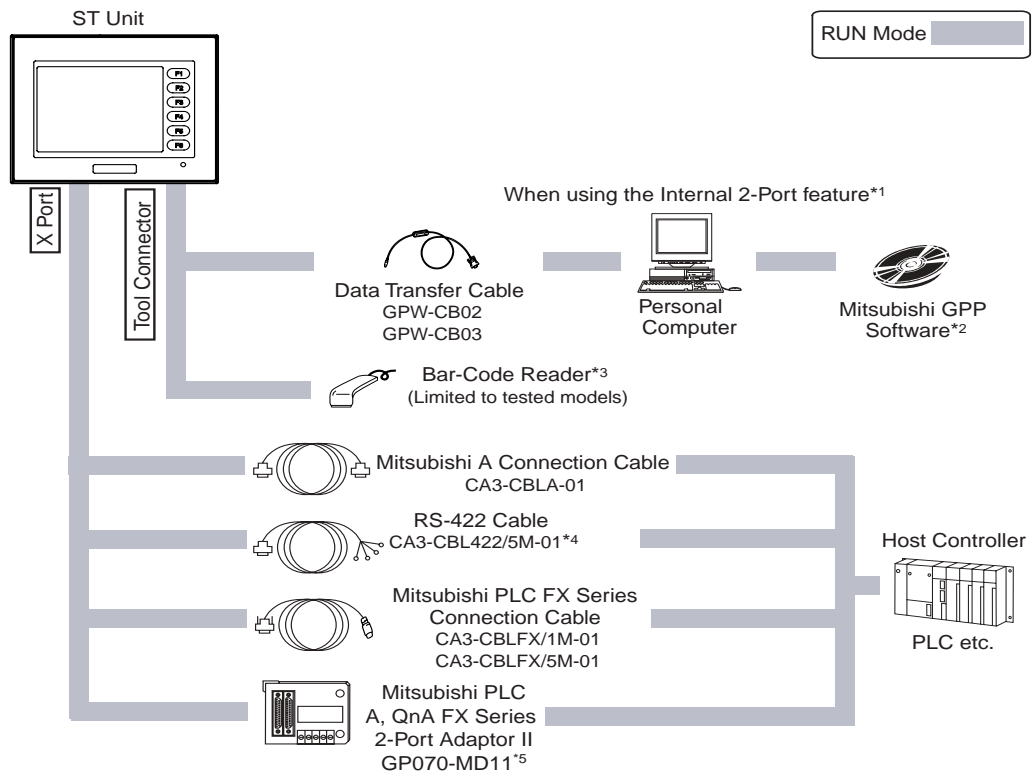 ST Unit
RUN Mode
F1
F2
F3
F4
F5
F6
X Port
Tool Connector
When using the Internal 2-Port feature*1
Data Transfer Cable
GPW-CB02
GPW-CB03
Personal
Computer
Mitsubishi GPP
Software*2
Bar-Code Reader*3
(Limited to tested models)
Mitsubishi A Connection Cable
CA3-CBLA-01
RS-422 Cable
CA3-CBL422/5M-01*4
Host Controller
PLC etc.
Mitsubishi PLC FX Series
Connection Cable
CA3-CBLFX/1M-01
CA3-CBLFX/5M-01
Mitsubishi PLC
A, QnA FX Series
2-Port Adaptor II
GP070-MD11*5